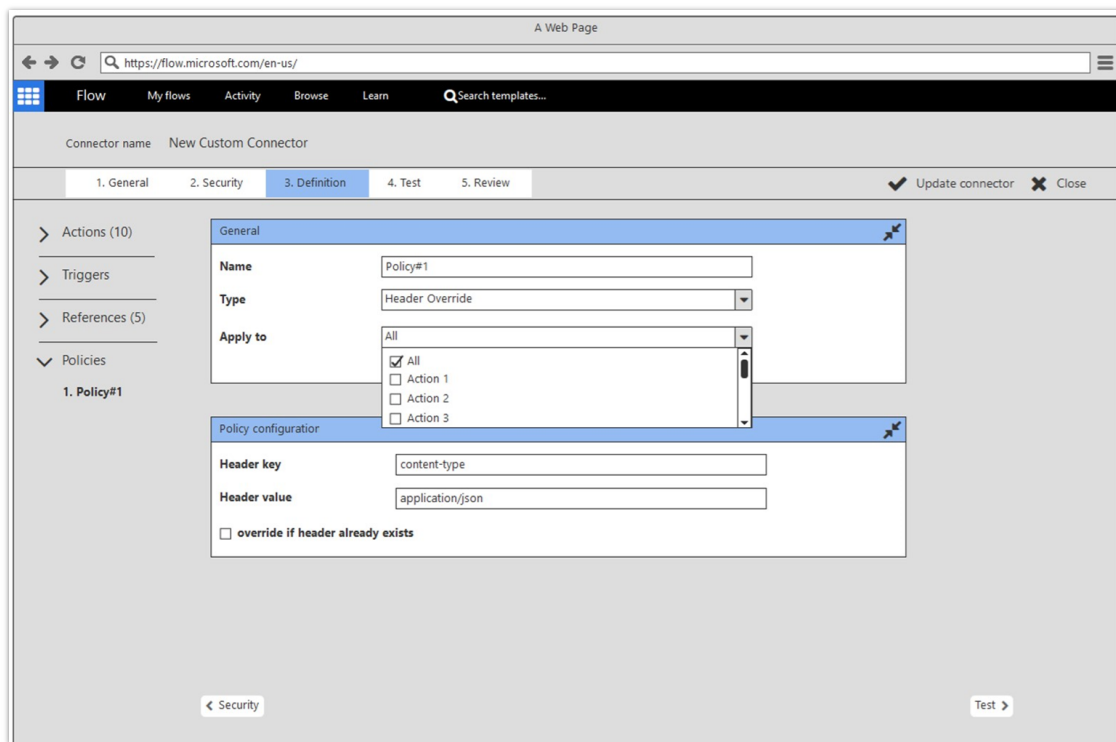 A Web Page
https://flow.microsoft.com/en-us/
Flow My flows Activity Browse Learn Search templates...
Connector name New Custom Connector
1. General 2. Security 3. Definition 4. Test 5. Review Update connector Close
Actions (10)
Triggers
References (5)
Policies
1. Policy#1
General
Name Policy#1
Type Header Override
Apply to All
All
Action 1
Action 2
Action 3
Policy configuration
Header key content-type
Header value application/json
override if header already exists
Security Test